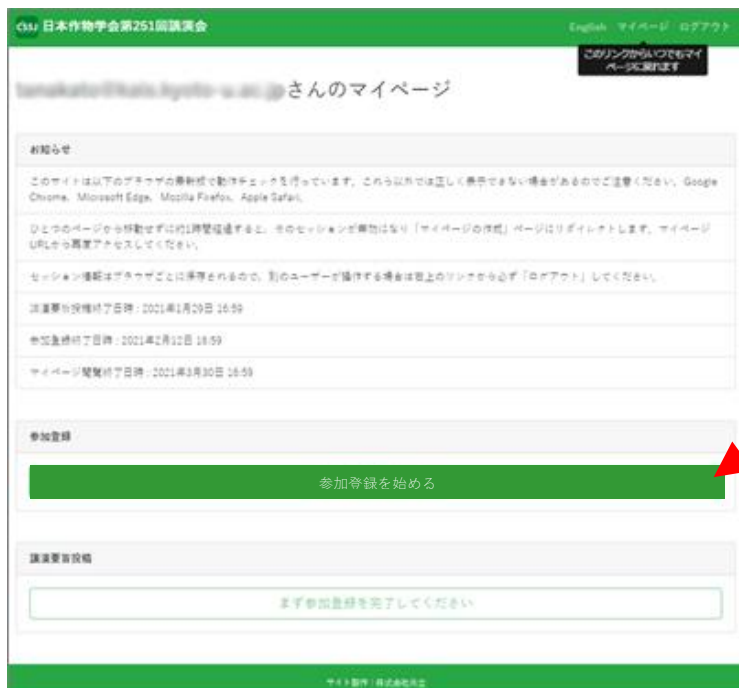 CSSJ 日本作物学会第251回講演会
English マイページ ログアウト
このリンクからいつでもマイ
ページに戻れます
さんのマイページ
お知らせ
このサイトは以下のブラウザの最新版で動作チェックを行っています。これら以外では正しく表示できない場合があるのでご注意ください。Google
Chrome、Microsoft Edge、Mozilla Firefox、Apple Safari。
ひとつのページから移動せずに約1時間経過すると、そのセッションが無効になり「マイページの作成」ページにリダイレクトします。マイページ
URLから再度アクセスしてください。
セッション情報はブラウザごとに保存されるので、別のユーザーが操作する場合は右上のリンクから必ず「ログアウト」してください。
講演要旨投稿終了日時 : 2021年1月29日 16:59
参加登録終了日時 : 2021年2月12日 16:59
マイページ閲覧終了日時 : 2021年3月30日 16:59
参加登録
参加登録を始める
講演要旨投稿
まず参加登録を完了してください
サイト製作 : 株式会社共立